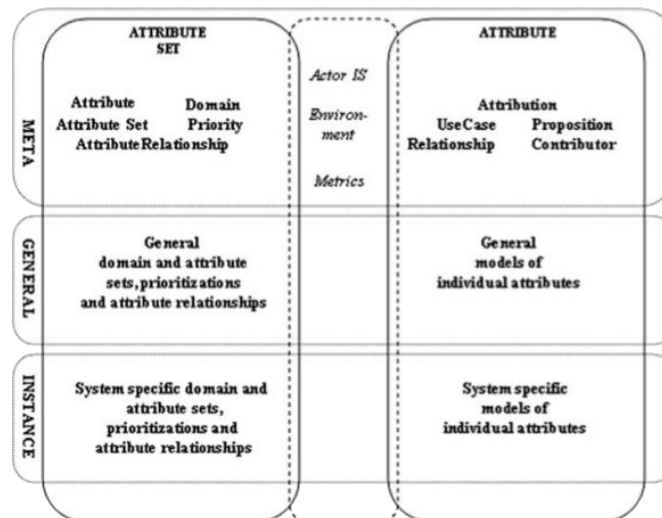 ATTRIBUTE
SET
Attribute Domain
Attribute Set Priority
AttributeRelationship
Actor IS
Environ-
ment
Metrics
ATTRIBUTE
Attribution
UseCase Proposition
Relationship Contributor
META
General
domain and attribute
sets,prioritizations
and attribute relationships
General
models of
individual attributes
GENERAL
System specific domain and
attribute sets,
prioritizations and
attribute relationships
System specific
models of
individual attributes
INSTANCE